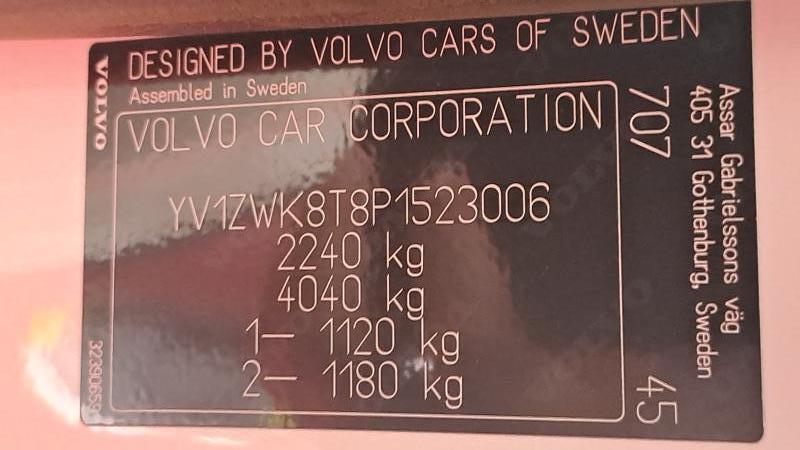 DESIGNED BY VOLVO CARS OF SWEDEN
Assembled in Sweden
VOLVO
VOLVO CAR CORPORATION
YV1ZWK8T8P1523006
2240 kg
4040 kg
1— 1120 kg
2— 1180 kg
707
45
Assar Gabrielssons väg
405 31 Gothenburg, Sweden